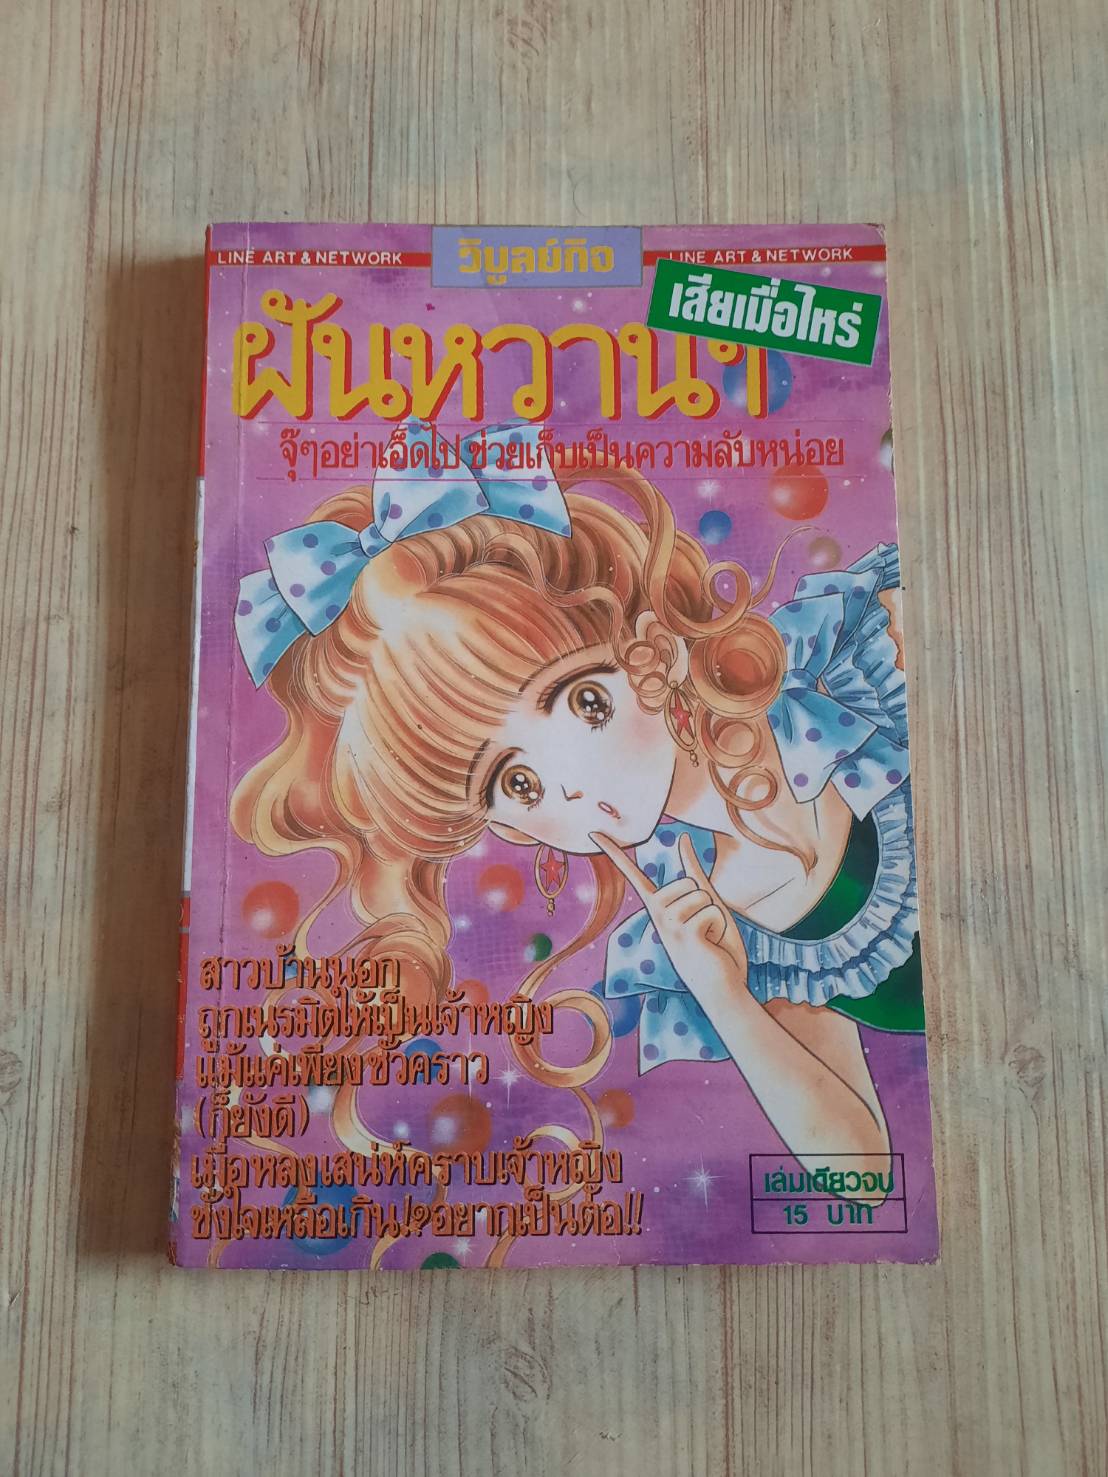 LINE ART & NETWORK
วิบูลย์กิจ
LINE ART & NETWORK
ฝันหวานๆ
เสียเมื่อไหร่
จุ๊ๆอย่าเอ็ดไป ช่วยเก็บเป็นความลับหน่อย
สาวบ้านนอก
ถูกเนรมิตให้เป็นเจ้าหญิง
แม้แค่เพียงชั่วคราว
(ก็ยังดี)
เมื่อหลงเสน่ห์คราบเจ้าหญิง
ชั่งใจเหลือเกิน!?อยากเป็นต่อ!!
เล่มเดียวจบ
15 บาท